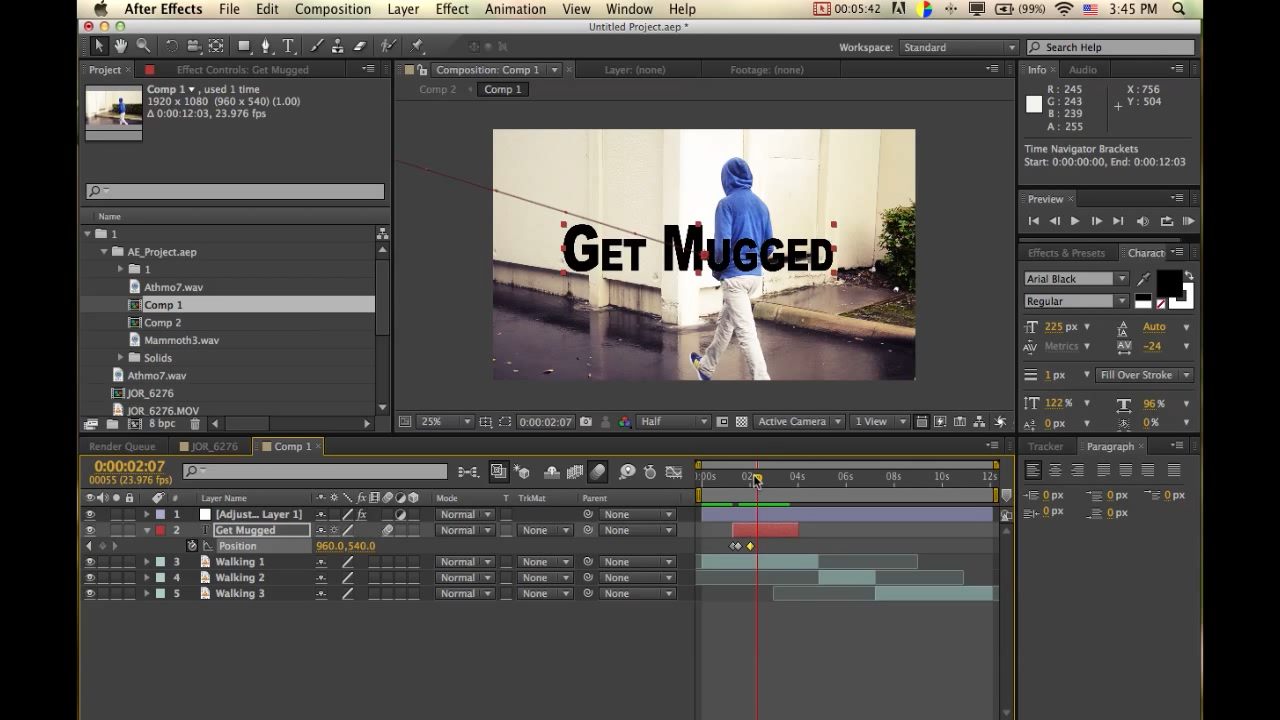 After Effects File Edit Composition Layer Effect Animation View Window Help 00:05:42 (99%) 3:45 PM
Untitled Project.aep *
Workspace: Standard Search Help
Project × Effect Controls: Get Mugged Composition: Comp 1 Layer: (none) Footage: (none) Info × Audio
Comp 1 ▾, used 1 time
1920 x 1080 (960 x 540) (1.00)
Δ 0:00:12:03, 23.976 fps
Comp 2 Comp 1
R: 245 X: 756
G: 243 Y: 504
B: 239
A: 255
Time Navigator Brackets
Start: 0:00:00:00, End: 0:00:12:03
Preview ×
Name
1
AE_Project.aep
1
Athmo7.wav
Comp 1
Comp 2
Mammoth3.wav
Solids
Athmo7.wav
JOR_6276
JOR_6276.MOV
8 bpc
Get Mugged
Effects & Presets Charact
Arial Black
Regular
225 px Auto
Metrics -24
1 px Fill Over Stroke
122 % 96 %
0 px 0 %
25% 0:00:02:07 Half Active Camera 1 View
Render Queue JOR_6276 Comp 1 × Tracker Paragraph ×
0:00:02:07
00055 (23.976 fps)
:00s 02s 04s 06s 08s 10s 12s
# Layer Name Mode T TrkMat Parent
1 [Adjust... Layer 1] Normal None
2 Get Mugged Normal None None
Position 960.0,540.0
3 Walking 1 Normal None None
4 Walking 2 Normal None None
5 Walking 3 Normal None None
0 px 0 px 0 px
0 px 0 px